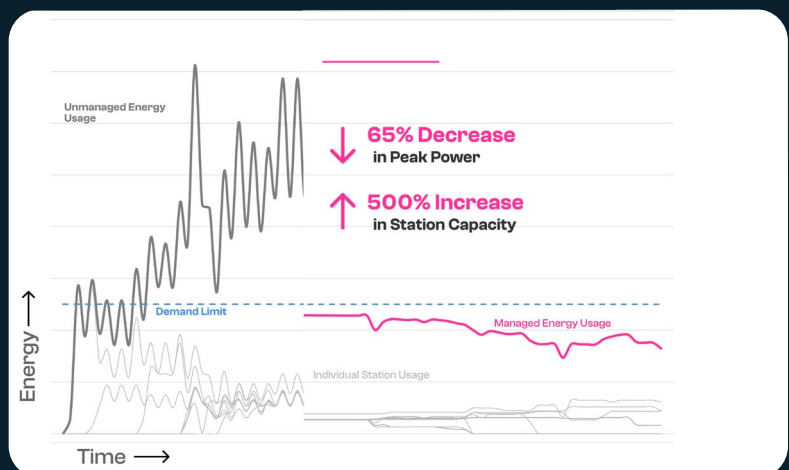 Unmanaged Energy
Usage
65% Decrease
in Peak Power
500% Increase
in Station Capacity
Demand Limit
Managed Energy Usage
Individual Station Usage
Energy
Time